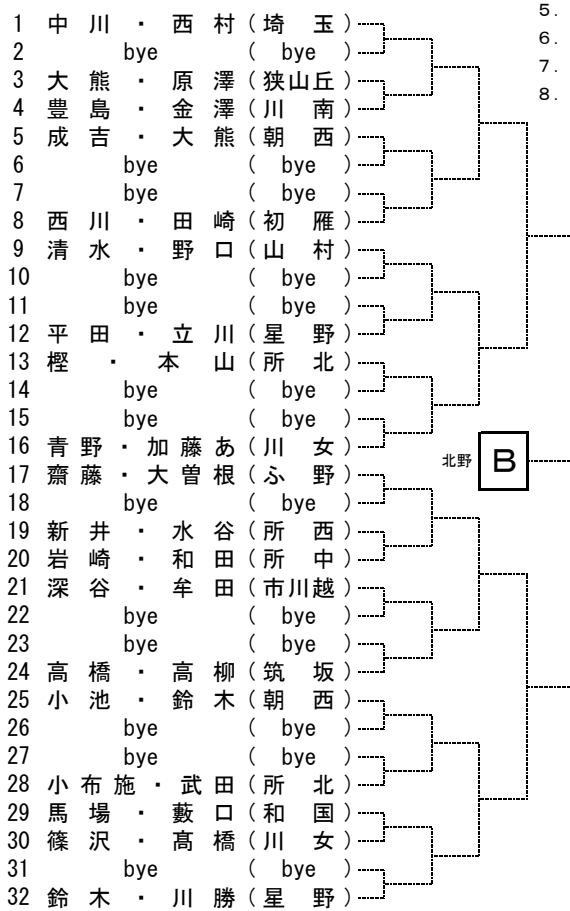 1 中川・西村(埼玉)
2 bye ( bye )
3 大熊・原澤(狭山丘)
4 豊島・金澤(川南)
5 成吉・大熊(朝西)
6 bye ( bye )
7 bye ( bye )
8 西川・田崎(初雁)
9 清水・野口(山村)
10 bye ( bye )
11 bye ( bye )
12 平田・立川(星野)
13 樫・本山(所北)
14 bye ( bye )
15 bye ( bye )
16 青野・加藤あ(川女)
17 齋藤・大曽根(ふ野)
18 bye ( bye )
19 新井・水谷(所西)
20 岩崎・和田(所中)
21 深谷・牟田(市川越)
22 bye ( bye )
23 bye ( bye )
24 高橋・高柳(筑坂)
25 小池・鈴木(朝西)
26 bye ( bye )
27 bye ( bye )
28 小布施・武田(所北)
29 馬場・藪口(和国)
30 篠沢・髙橋(川女)
31 bye ( bye )
32 鈴木・川勝(星野)
5.
6.
7.
8.
北野 B